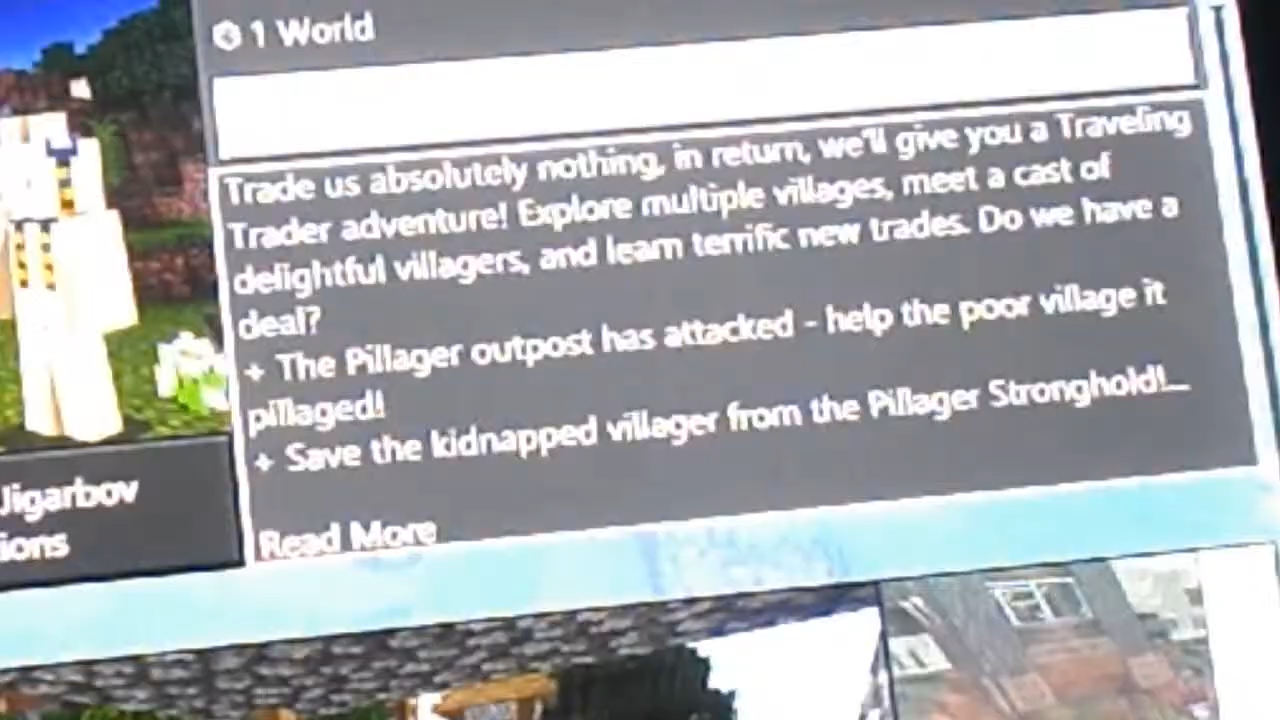 1 World
Trade us absolutely nothing, in return, we'll give you a Traveling
Trader adventure! Explore multiple villages, meet a cast of
delightful villagers, and learn terrific new trades. Do we have a
deal?
+ The Pillager outpost has attacked - help the poor village it
pillaged!
+ Save the kidnapped villager from the Pillager Stronghold!...
Read More
Jigarbov
ions